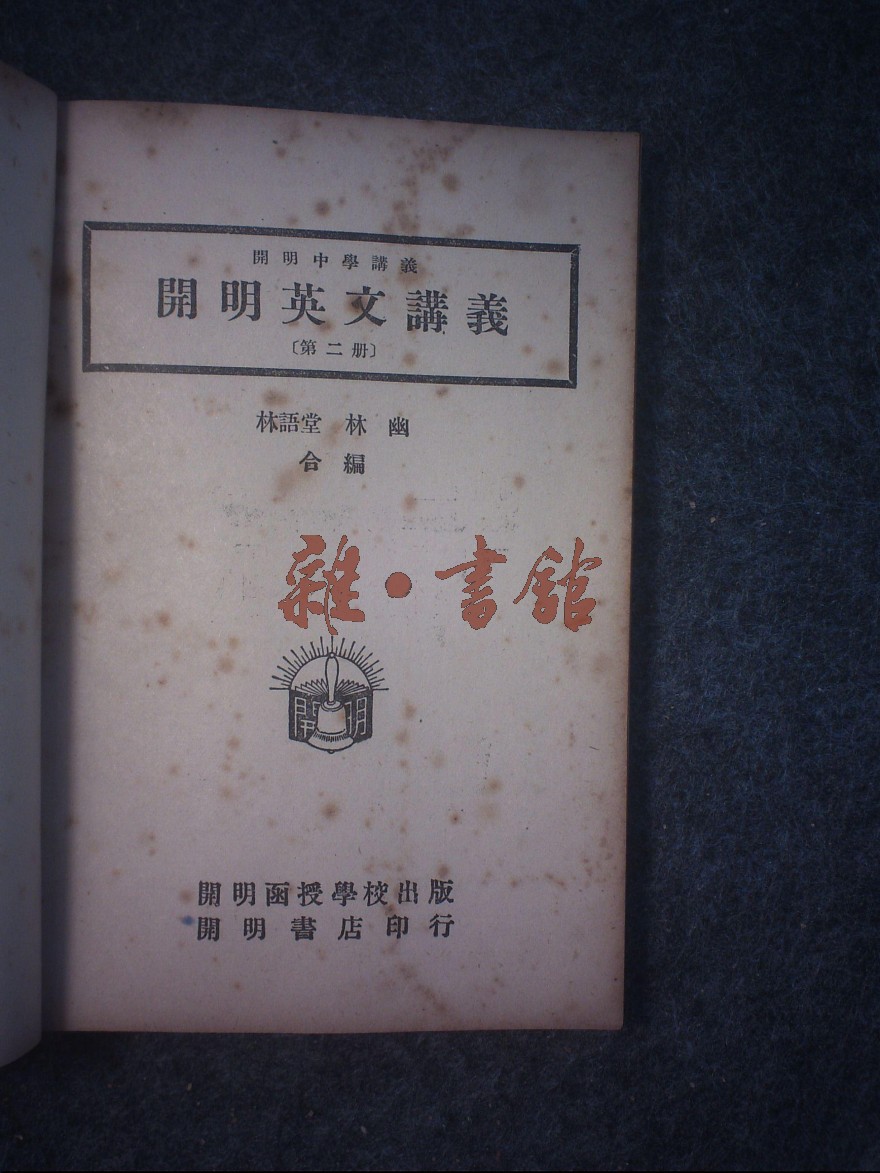 開明中學講義
開明英文講義
〔第二册〕
林語堂 林幽
合編
雜·書舘
開明
開明函授學校出版
開明書店印行